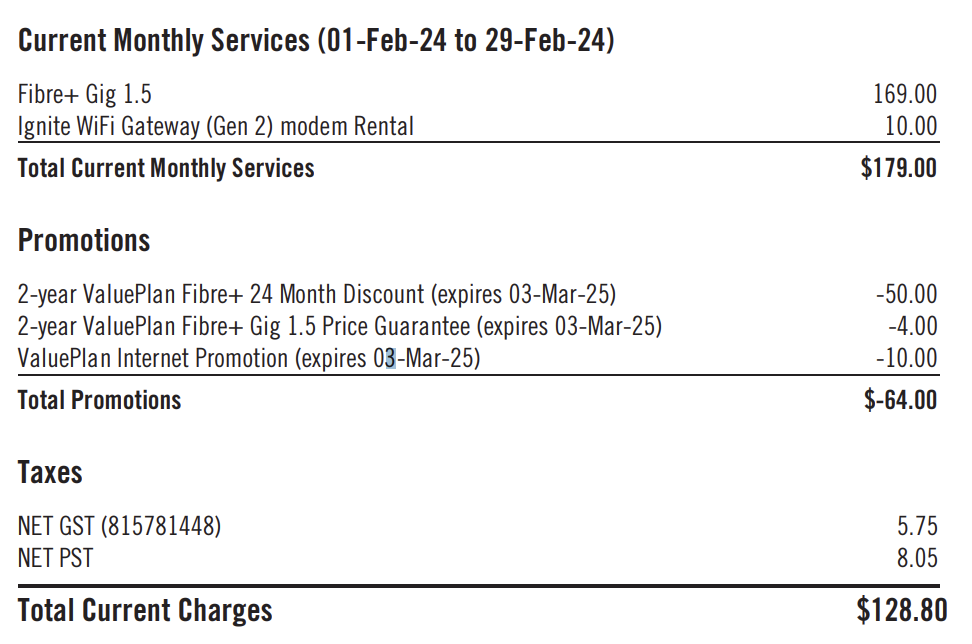 Current Monthly Services (01-Feb-24 to 29-Feb-24)
Fibre+ Gig 1.5 169.00
Ignite WiFi Gateway (Gen 2) modem Rental 10.00
Total Current Monthly Services $179.00
Promotions
2-year ValuePlan Fibre+ 24 Month Discount (expires 03-Mar-25) -50.00
2-year ValuePlan Fibre+ Gig 1.5 Price Guarantee (expires 03-Mar-25) -4.00
ValuePlan Internet Promotion (expires 03-Mar-25) -10.00
Total Promotions $-64.00
Taxes
NET GST (815781448) 5.75
NET PST 8.05
Total Current Charges $128.80